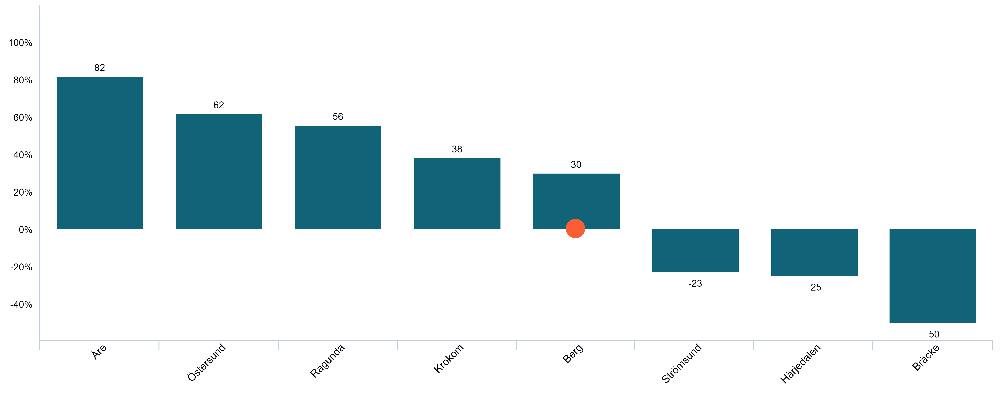 100%
80%
60%
40%
20%
0%
-20%
-40%
82
62
56
38
30
-23
-25
-50
Åre
Östersund
Ragunda
Krokom
Berg
Strömsund
Härjedalen
Bräcke